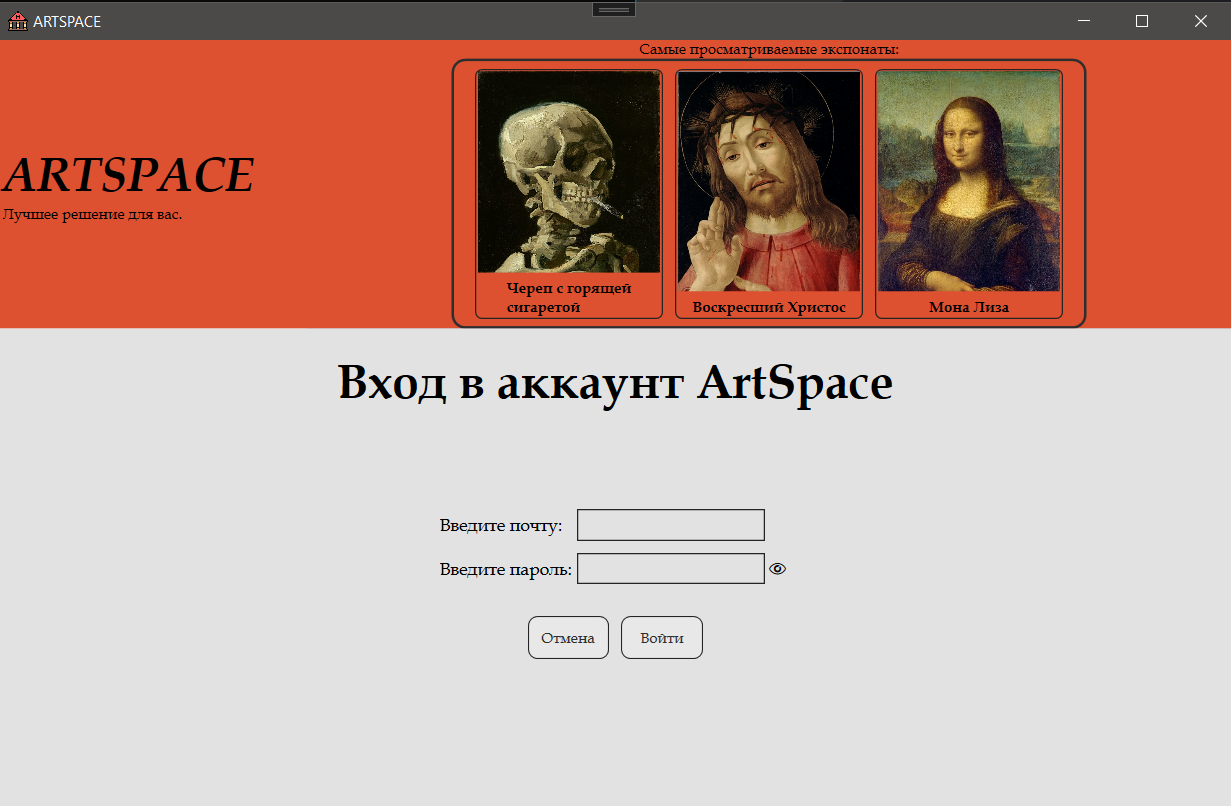 ARTSPACE
Самые просматриваемые экспонаты:
ARTSPACE
Лучшее решение для вас.
Череп с горящей
сигаретой
Воскресший Христос
Мона Лиза
Вход в аккаунт ArtSpace
Введите почту:
Введите пароль:
Отмена
Войти